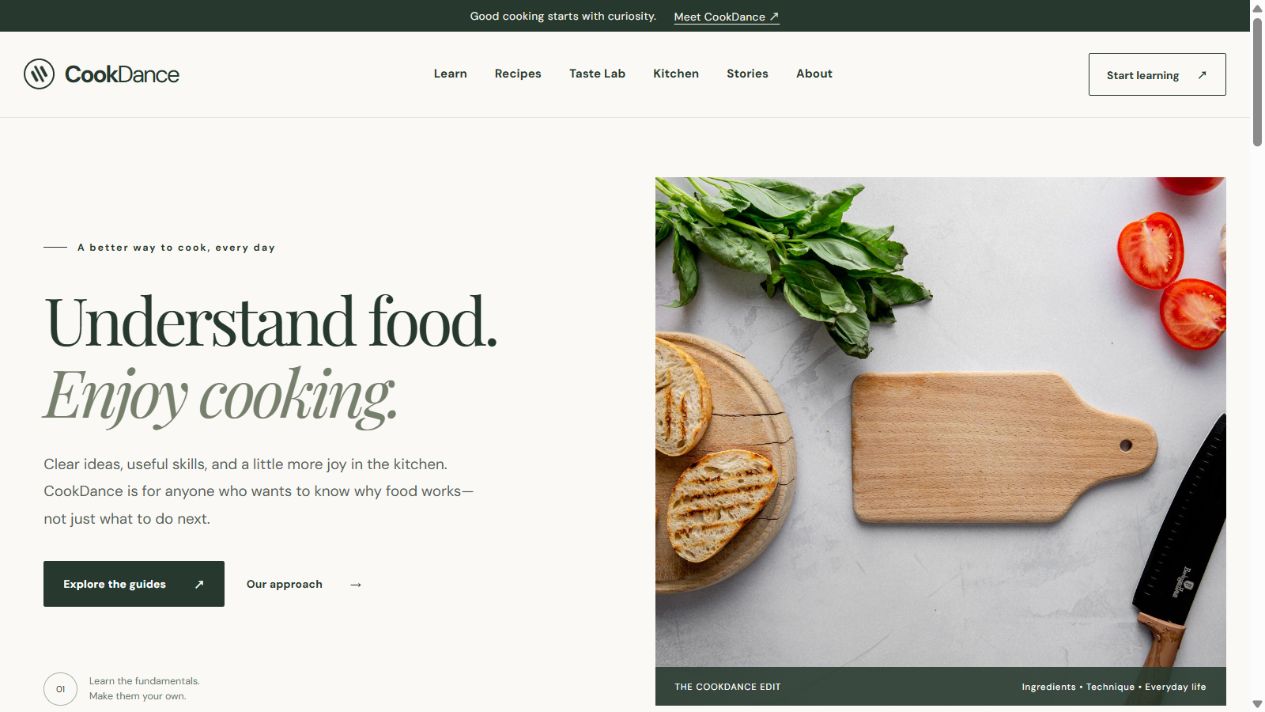 Good cooking starts with curiosity. Meet CookDance ↗
CookDance
Learn Recipes Taste Lab Kitchen Stories About
Start learning ↗
A better way to cook, every day
Understand food.
Enjoy cooking.
Clear ideas, useful skills, and a little more joy in the kitchen.
CookDance is for anyone who wants to know why food works—
not just what to do next.
Explore the guides ↗
Our approach →
01
Learn the fundamentals.
Make them your own.
THE COOKDANCE EDIT
Ingredients • Technique • Everyday life